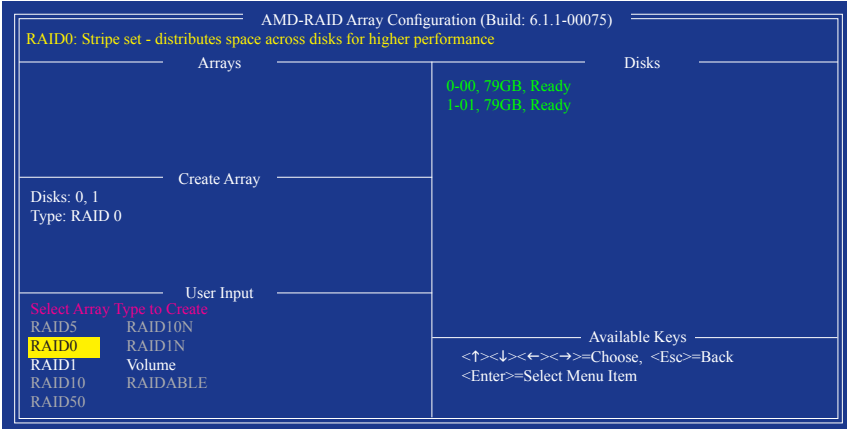 AMD-RAID Array Configuration (Build: 6.1.1-00075)
RAID0: Stripe set - distributes space across disks for higher performance
Arrays
Disks
0-00, 79GB, Ready
1-01, 79GB, Ready
Create Array
Disks: 0, 1
Type: RAID 0
User Input
Select Array Type to Create
RAID5 RAID10N
RAID0 RAID1N
RAID1 Volume
RAID10 RAIDABLE
RAID50
Available Keys
<↑><↓><←><→>=Choose, <Esc>=Back
<Enter>=Select Menu Item